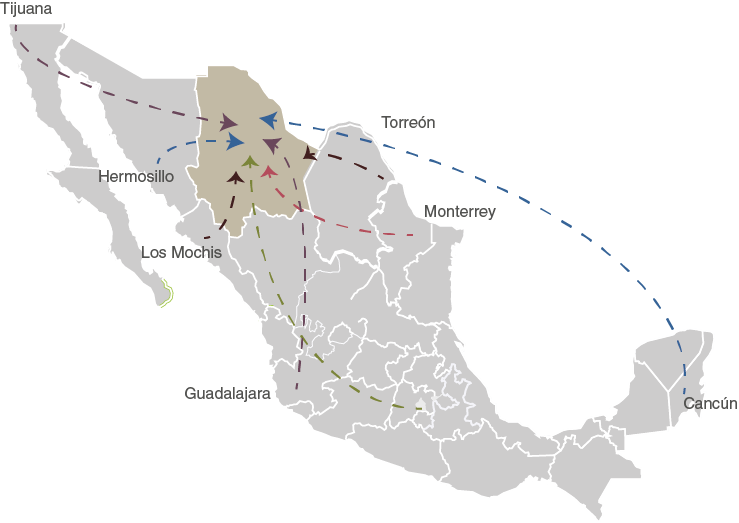 Tijuana
Torreón
Hermosillo
Monterrey
Los Mochis
Guadalajara
Cancún